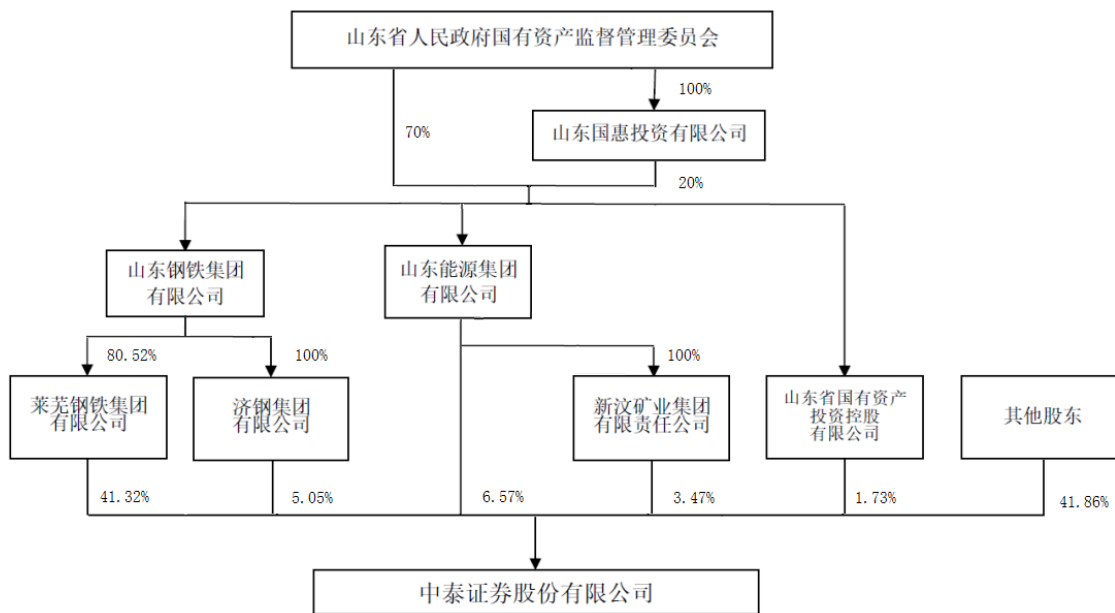 山东省人民政府国有资产监督管理委员会
100%
70%
山东国惠投资有限公司
20%
山东钢铁集团
有限公司
山东能源集团
有限公司
80.52%
100%
100%
莱芜钢铁集团
有限公司
济钢集团
有限公司
新汶矿业集团
有限责任公司
山东省国有资产
投资控股
有限公司
其他股东
41.32%
5.05%
6.57%
3.47%
1.73%
41.86%
中泰证券股份有限公司